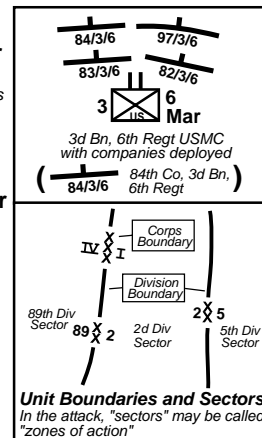 84/3/6
97/3/6
83/3/6
82/3/6
3
US
6
Mar
3d Bn, 6th Regt USMC
with companies deployed
(
84/3/6
84th Co, 3d Bn,
6th Regt
)
Corps
Boundary
IV
I
Division
Boundary
89th Div
Sector
89
2
2d Div
Sector
2
5
5th Div
Sector
Unit Boundaries and Sectors
In the attack, "sectors" may be called
"zones of action"